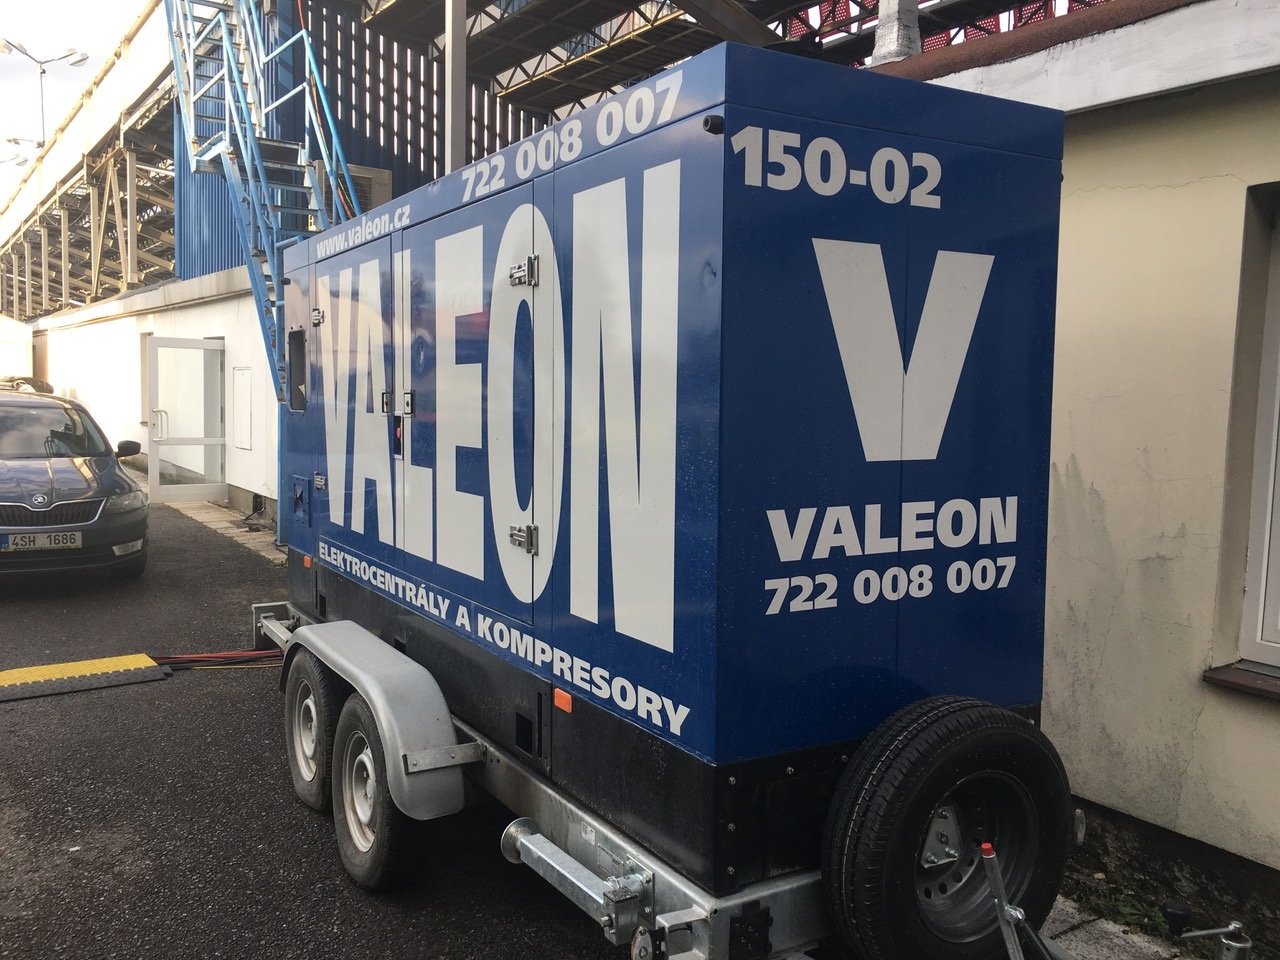 722 008 007
www.valeon.cz
VALEON
ELEKTROCENTRÁLY A KOMPRESORY
150-02
V
VALEON
722 008 007
4SH 1686